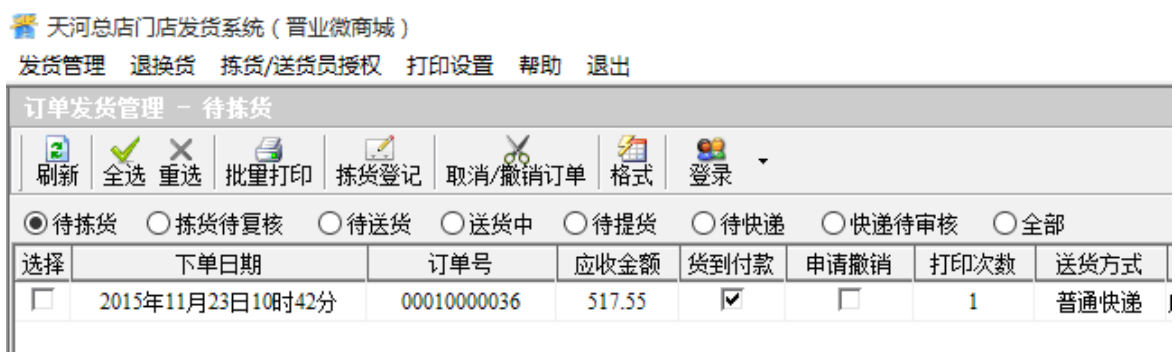 天河总店门店发货系统（晋业微商城）
发货管理 退换货 拣货/送货员授权 打印设置 帮助 退出
订单发货管理 - 待拣货
刷新 全选 重选 批量打印 拣货登记 取消/撤销订单 格式 登录
待拣货 拣货待复核 待送货 送货中 待提货 待快递 快递待审核 全部
选择 下单日期 订单号 应收金额 货到付款 申请撤销 打印次数 送货方式
2015年11月23日10时42分 00010000036 517.55 1 普通快递